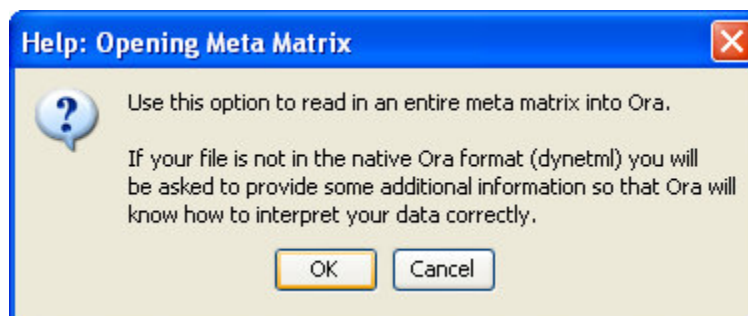 Help: Opening Meta Matrix
Use this option to read in an entire meta matrix into Ora.
If your file is not in the native Ora format (dynetml) you will
be asked to provide some additional information so that Ora will
know how to interpret your data correctly.
OK Cancel